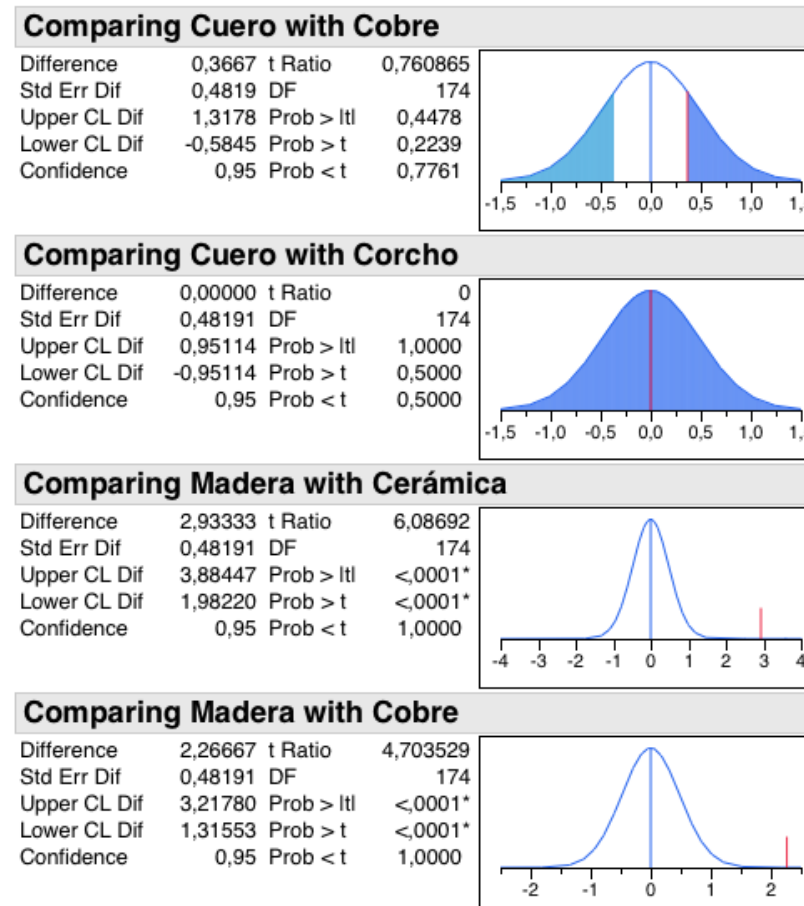 Comparing Cuero with Cobre
Difference 0,3667 t Ratio 0,760865
Std Err Dif 0,4819 DF 174
Upper CL Dif 1,3178 Prob > |t| 0,4478
Lower CL Dif -0,5845 Prob > t 0,2239
Confidence 0,95 Prob < t 0,7761
-1,5 -1,0 -0,5 0,0 0,5 1,0 1,
Comparing Cuero with Corcho
Difference 0,00000 t Ratio 0
Std Err Dif 0,48191 DF 174
Upper CL Dif 0,95114 Prob > |t| 1,0000
Lower CL Dif -0,95114 Prob > t 0,5000
Confidence 0,95 Prob < t 0,5000
-1,5 -1,0 -0,5 0,0 0,5 1,0 1,
Comparing Madera with Cerámica
Difference 2,93333 t Ratio 6,08692
Std Err Dif 0,48191 DF 174
Upper CL Dif 3,88447 Prob > |t| <,0001*
Lower CL Dif 1,98220 Prob > t <,0001*
Confidence 0,95 Prob < t 1,0000
-4 -3 -2 -1 0 1 2 3 4
Comparing Madera with Cobre
Difference 2,26667 t Ratio 4,703529
Std Err Dif 0,48191 DF 174
Upper CL Dif 3,21780 Prob > |t| <,0001*
Lower CL Dif 1,31553 Prob > t <,0001*
Confidence 0,95 Prob < t 1,0000
-2 -1 0 1 2